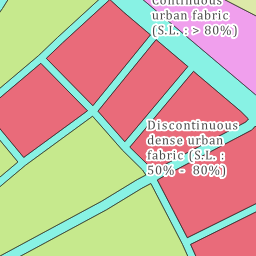 Continuous
urban fabric
(S.L. : > 80%)
Discontinuous
dense urban
fabric (S.L. :
50% - 80%)